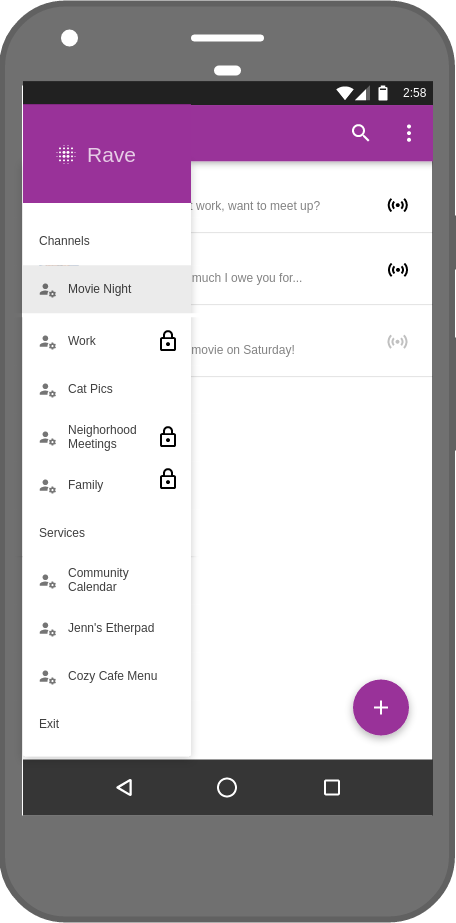 2:58
Rave
Channels
Movie Night
Work
Cat Pics
Neighorhood
Meetings
Family
Services
Community
Calendar
Jenn's Etherpad
Cozy Cafe Menu
Exit
work, want to meet up?
much I owe you for...
movie on Saturday!